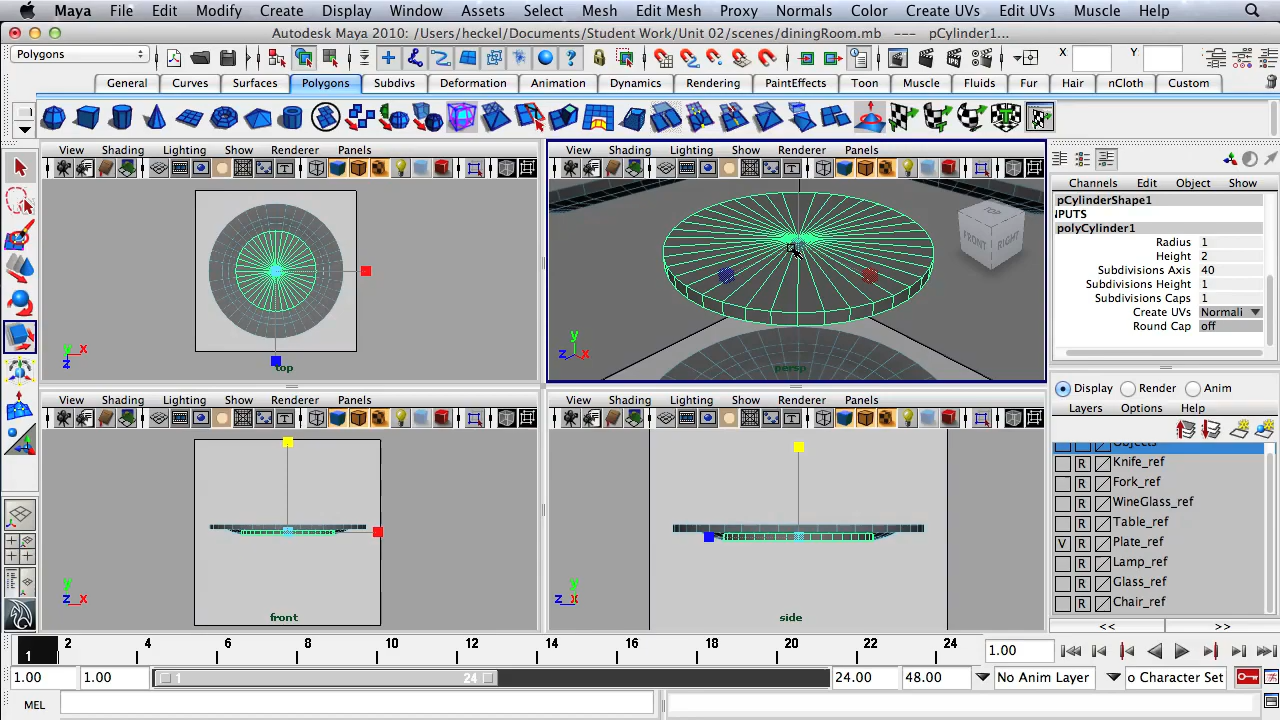 Maya File Edit Modify Create Display Window Assets Select Mesh Edit Mesh Proxy Normals Color Create UVs Edit UVs Muscle Help
Autodesk Maya 2010: /Users/heckel/Documents/Student Work/Unit 02/scenes/diningRoom.mb --- pCylinder1...
Polygons
X
Y
General Curves Surfaces Polygons Subdivs Deformation Animation Dynamics Rendering PaintEffects Toon Muscle Fluids Fur Hair nCloth Custom
View Shading Lighting Show Renderer Panels
View Shading Lighting Show Renderer Panels
Channels Edit Object Show
pCylinderShape1
IPUTS
polyCylinder1
Radius 1
Height 2
Subdivisions Axis 40
Subdivisions Height 1
Subdivisions Caps 1
Create UVs Normali
Round Cap off
TOP
FRONT RIGHT
y x
z
top
y
z x
persp
Display Render Anim
Layers Options Help
View Shading Lighting Show Renderer Panels
View Shading Lighting Show Renderer Panels
Objects
R Knife_ref
R Fork_ref
R WineGlass_ref
R Table_ref
V R Plate_ref
R Lamp_ref
R Glass_ref
R Chair_ref
<< >>
y
z x
front
y
z x
side
1 2 4 6 8 10 12 14 16 18 20 22 24
1.00
1.00 1.00 1 24 24.00 48.00 No Anim Layer o Character Set
MEL